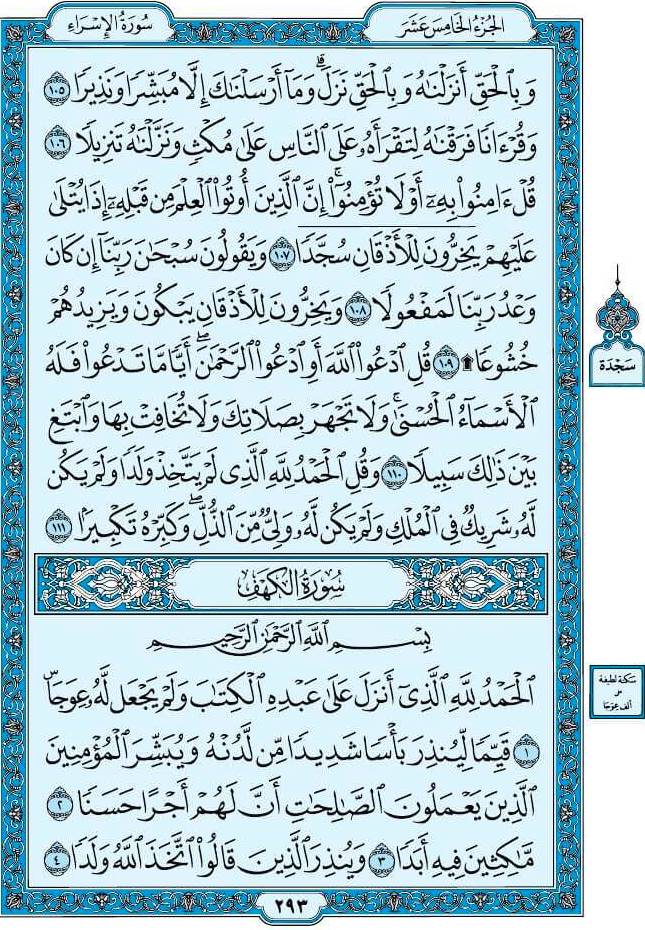 سُورَةُ الإِسْرَاءِ
الجُزْءُ الخَامِسَ عَشَرَ
وَبِٱلْحَقِّ أَنزَلْنَٰهُ وَبِٱلْحَقِّ نَزَلَ ۗ وَمَآ أَرْسَلْنَٰكَ إِلَّا مُبَشِّرًا وَنَذِيرًا ١٠٥
وَقُرْءَانًا فَرَقْنَٰهُ لِتَقْرَأَهُۥ عَلَى ٱلنَّاسِ عَلَىٰ مُكْثٍ وَنَزَّلْنَٰهُ تَنزِيلًا ١٠٦
قُلْ ءَامِنُوا۟ بِهِۦٓ أَوْ لَا تُؤْمِنُوٓا۟ ۚ إِنَّ ٱلَّذِينَ أُوتُوا۟ ٱلْعِلْمَ مِن قَبْلِهِۦٓ إِذَا يُتْلَىٰ
عَلَيْهِمْ يَخِرُّونَ لِلْأَذْقَانِ سُجَّدًا ١٠٧ وَيَقُولُونَ سُبْحَٰنَ رَبِّنَآ إِن كَانَ
وَعْدُ رَبِّنَا لَمَفْعُولًا ١٠٨ وَيَخِرُّونَ لِلْأَذْقَانِ يَبْكُونَ وَيَزِيدُهُمْ
خُشُوعًا ۩ ١٠٩ قُلِ ٱدْعُوا۟ ٱللَّهَ أَوِ ٱدْعُوا۟ ٱلرَّحْمَٰنَ ۖ أَيًّا مَّا تَدْعُوا۟ فَلَهُ
ٱلْأَسْمَآءُ ٱلْحُسْنَىٰ ۚ وَلَا تَجْهَرْ بِصَلَاتِكَ وَلَا تُخَافِتْ بِهَا وَٱبْتَغِ
بَيْنَ ذَٰلِكَ سَبِيلًا ١١٠ وَقُلِ ٱلْحَمْدُ لِلَّهِ ٱلَّذِى لَمْ يَتَّخِذْ وَلَدًا وَلَمْ يَكُن
لَّهُۥ شَرِيكٌ فِى ٱلْمُلْكِ وَلَمْ يَكُن لَّهُۥ وَلِىٌّ مِّنَ ٱلذُّلِّ ۖ وَكَبِّرْهُ تَكْبِيرًۢا ١١١
سَجْدَة
سُورَةُ الكَهْفِ
بِسْمِ ٱللَّهِ ٱلرَّحْمَٰنِ ٱلرَّحِيمِ
ٱلْحَمْدُ لِلَّهِ ٱلَّذِىٓ أَنزَلَ عَلَىٰ عَبْدِهِ ٱلْكِتَٰبَ وَلَمْ يَجْعَل لَّهُۥ عِوَجَا ۜ
١ قَيِّمًا لِّيُنذِرَ بَأْسًا شَدِيدًا مِّن لَّدُنْهُ وَيُبَشِّرَ ٱلْمُؤْمِنِينَ
ٱلَّذِينَ يَعْمَلُونَ ٱلصَّٰلِحَٰتِ أَنَّ لَهُمْ أَجْرًا حَسَنًا ٢
مَّٰكِثِينَ فِيهِ أَبَدًا ٣ وَيُنذِرَ ٱلَّذِينَ قَالُوا۟ ٱتَّخَذَ ٱللَّهُ وَلَدًا ٤
سكتة لطيفة
على
ألف عوجا
٢٩٣